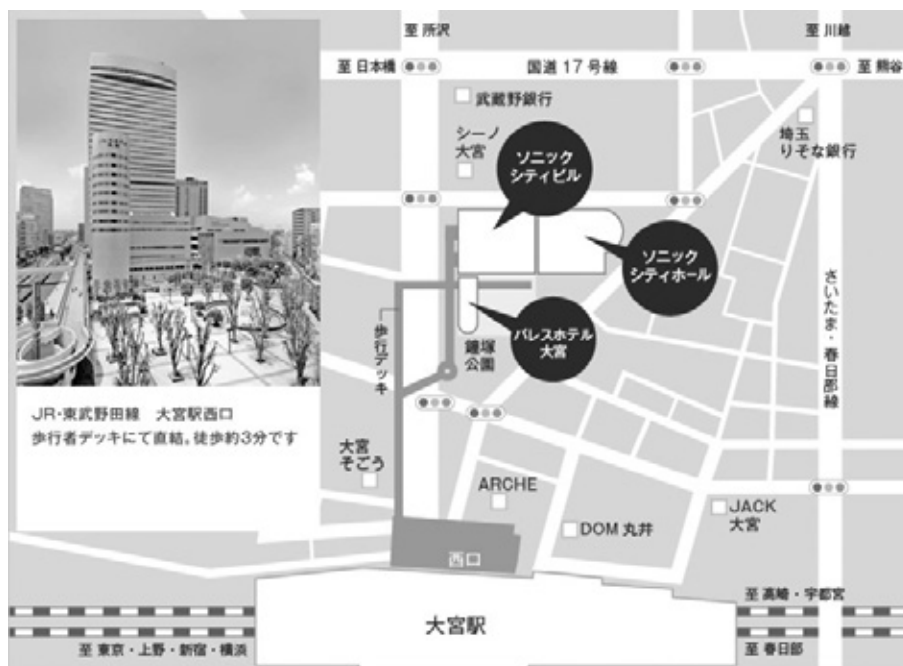 至 所沢
至 川越
至 日本橋
国道 17 号線
至 熊谷
武蔵野銀行
シーノ
大宮
ソニック
シティビル
埼玉
りそな銀行
ソニック
シティホール
さいたま・春日部線
パレスホテル
大宮
鐘塚
公園
歩行デッキ
JR・東武野田線　大宮駅西口
歩行者デッキにて直結。徒歩約3分です
大宮
そごう
ARCHE
DOM 丸井
JACK
大宮
西口
大宮駅
至 高崎・宇都宮
至 東京・上野・新宿・横浜
至 春日部